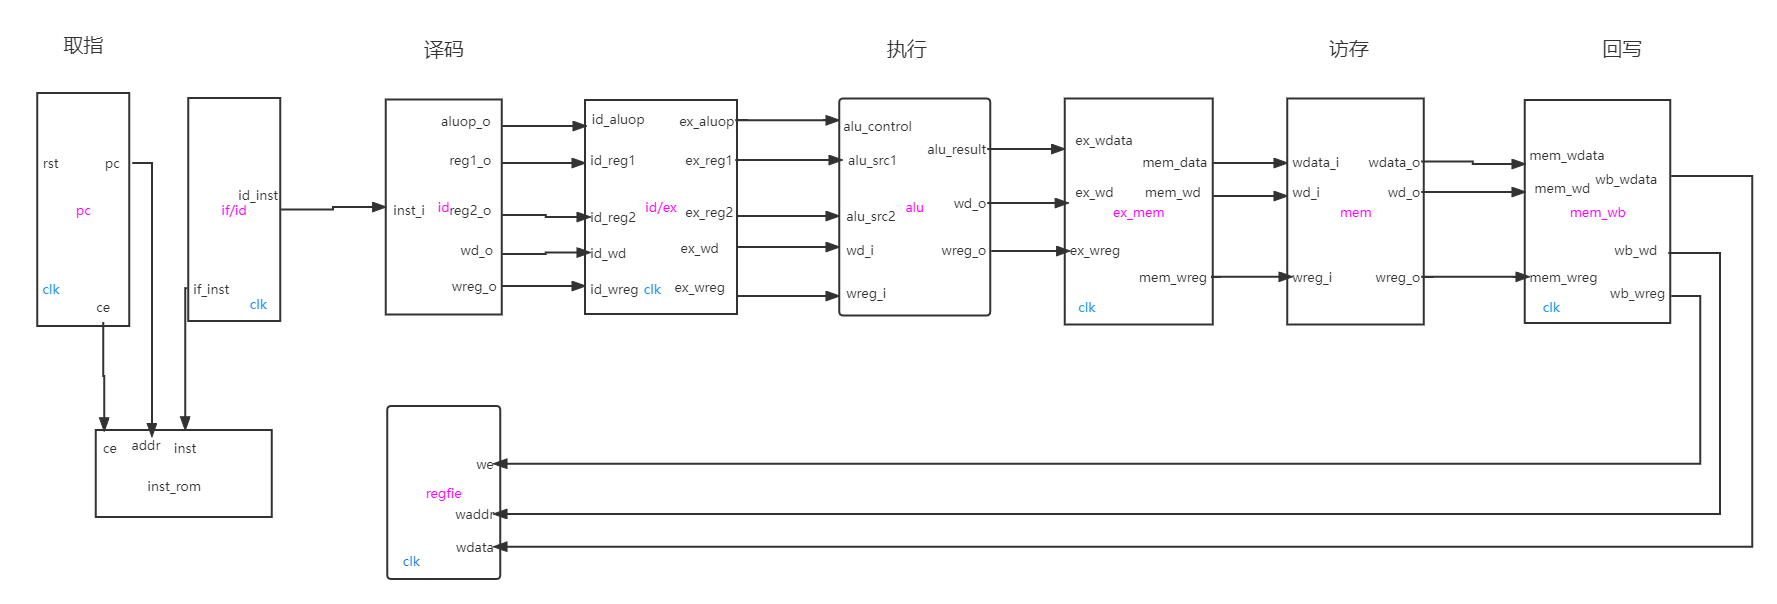 取指
译码
执行
访存
回写
rst
pc
pc
clk
ce
id_inst
if/id
if_inst
clk
aluop_o
reg1_o
inst_i
id
reg2_o
wd_o
wreg_o
id_aluop
ex_aluop
id_reg1
ex_reg1
id/ex
id_reg2
ex_reg2
id_wd
ex_wd
id_wreg
clk
ex_wreg
alu_control
alu_result
alu_src1
alu
wd_o
alu_src2
wd_i
wreg_o
wreg_i
ex_wdata
mem_data
ex_wd
mem_wd
ex_mem
ex_wreg
mem_wreg
clk
wdata_i
wdata_o
wd_i
wd_o
mem
wreg_i
wreg_o
mem_wdata
wb_wdata
mem_wd
mem_wb
wb_wd
mem_wreg
wb_wreg
clk
ce
addr
inst
inst_rom
we
regfie
waddr
wdata
clk